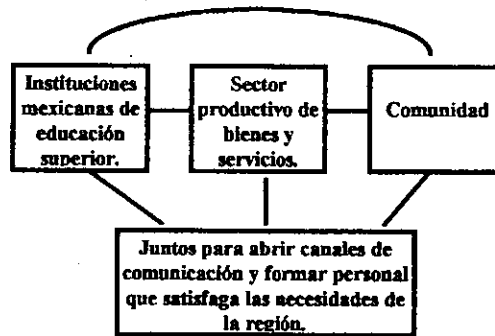 Instituciones
mexicanas de
educación
superior.
Sector
productivo de
bienes y
servicios.
Comunidad
Juntos para abrir canales de
comunicación y formar personal
que satisfaga las necesidades de
la región.